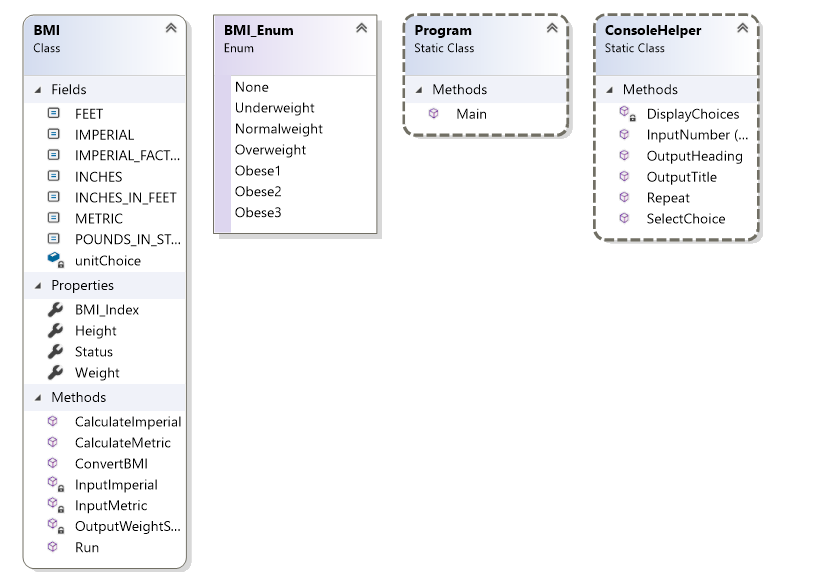 BMI
Class
Fields
FEET
IMPERIAL
IMPERIAL_FACT...
INCHES
INCHES_IN_FEET
METRIC
POUNDS_IN_ST...
unitChoice
Properties
BMI_Index
Height
Status
Weight
Methods
CalculateImperial
CalculateMetric
ConvertBMI
InputImperial
InputMetric
OutputWeightS...
Run
BMI_Enum
Enum
None
Underweight
Normalweight
Overweight
Obese1
Obese2
Obese3
Program
Static Class
Methods
Main
ConsoleHelper
Static Class
Methods
DisplayChoices
InputNumber (...
OutputHeading
OutputTitle
Repeat
SelectChoice